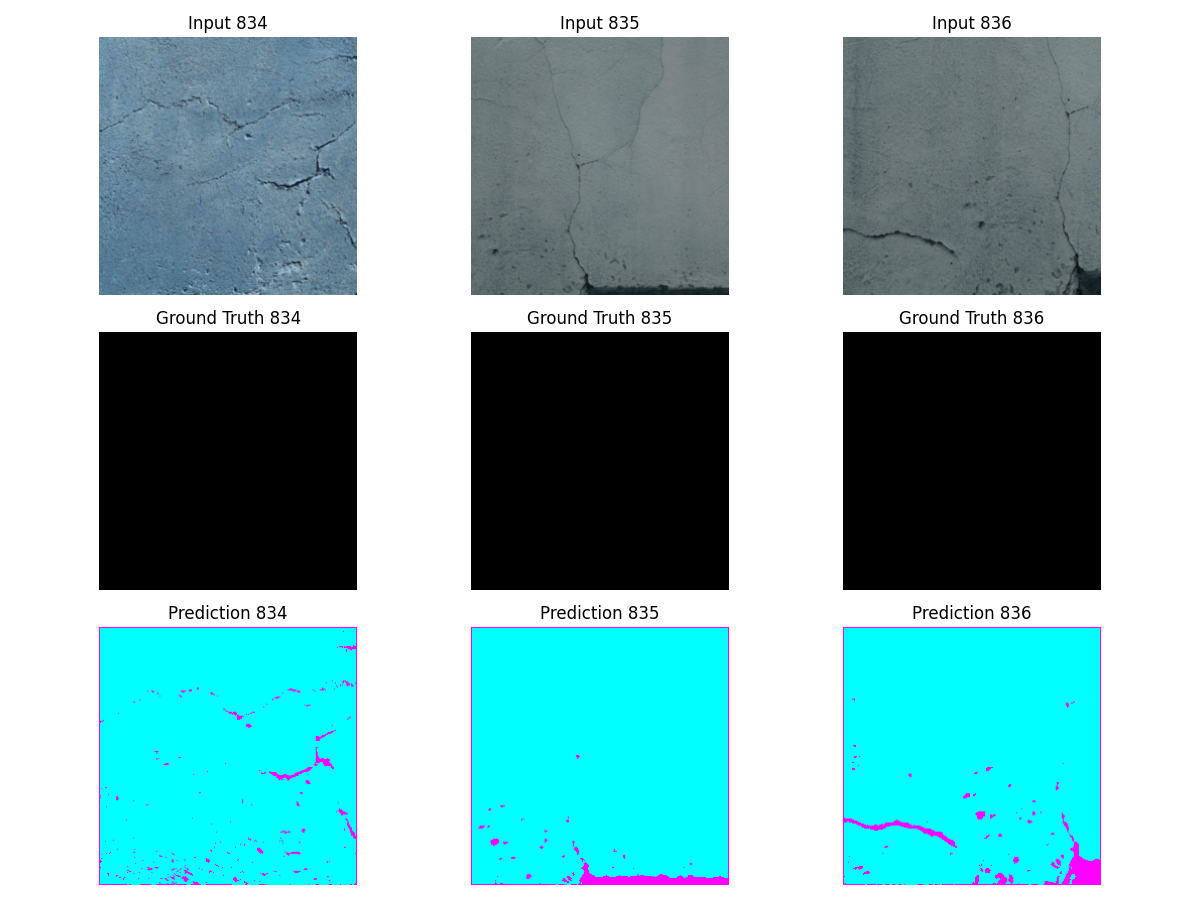 Input 834
Input 835
Input 836
Ground Truth 834
Ground Truth 835
Ground Truth 836
Prediction 834
Prediction 835
Prediction 836